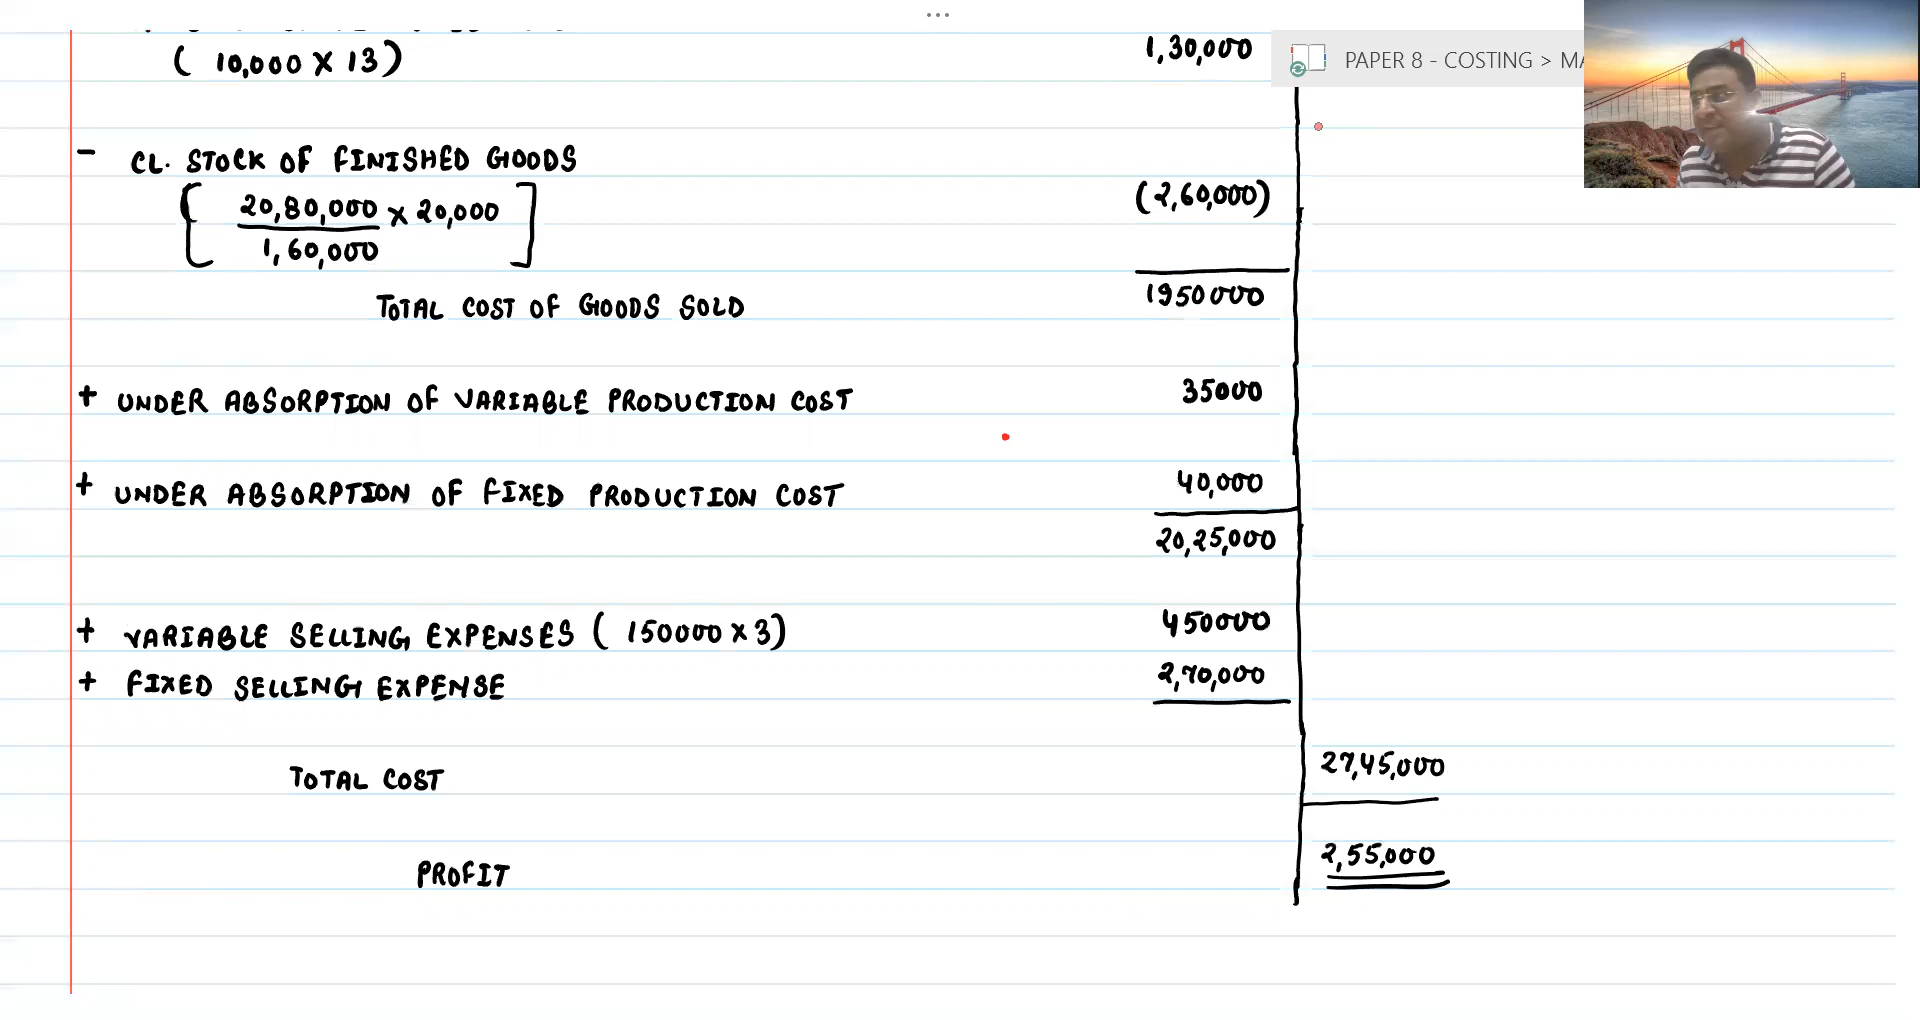 ( 10,000 X 13)
1,30,000
PAPER 8 - COSTING > MA
- CL. STOCK OF FINISHED GOODS
(2,60,000)
[ 20,80,000 X 20,000 ]
1,60,000
TOTAL COST OF GOODS SOLD
1950000
+ UNDER ABSORPTION OF VARIABLE PRODUCTION COST
35000
+ UNDER ABSORPTION OF FIXED PRODUCTION COST
40,000
20,25,000
+ VARIABLE SELLING EXPENSES ( 150000 X 3)
450000
+ FIXED SELLING EXPENSE
2,70,000
TOTAL COST
27,45,000
PROFIT
2,55,000